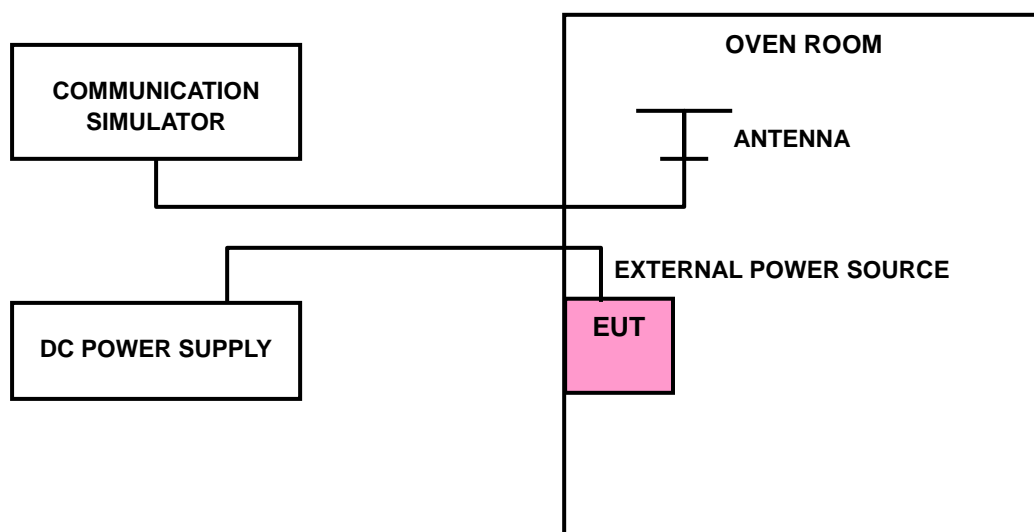 OVEN ROOM
COMMUNICATION
SIMULATOR
ANTENNA
EXTERNAL POWER SOURCE
EUT
DC POWER SUPPLY